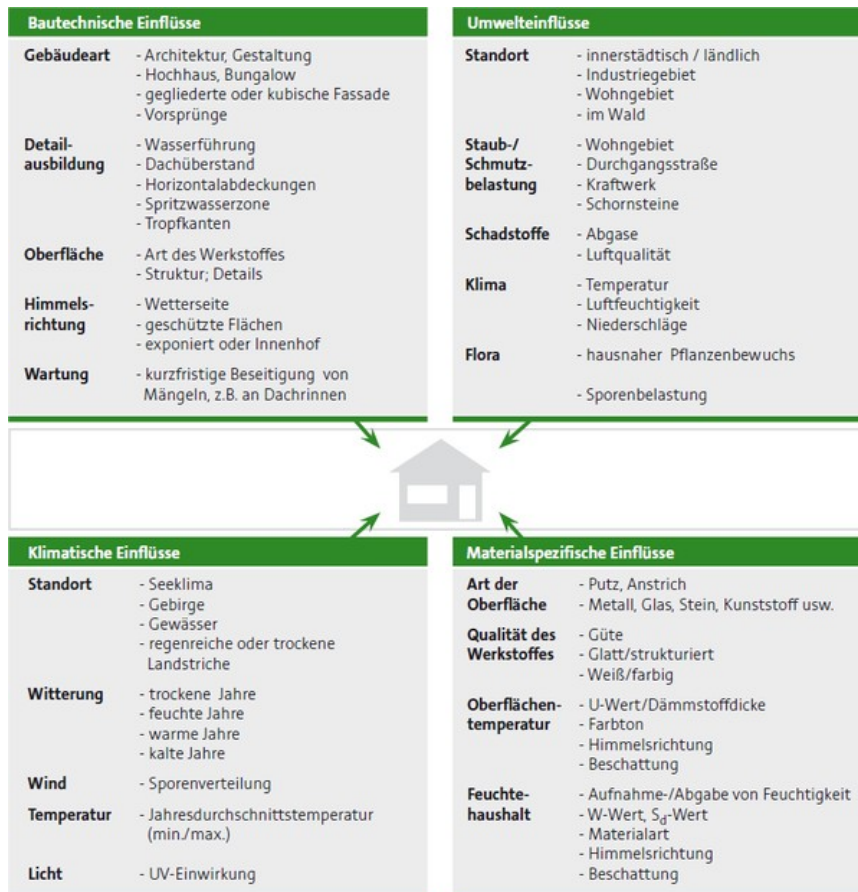 Bautechnische Einflüsse
Gebäudeart - Architektur, Gestaltung
- Hochhaus, Bungalow
- gegliederte oder kubische Fassade
- Vorsprünge
Detail- - Wasserführung
ausbildung - Dachüberstand
- Horizontalabdeckungen
- Spritzwasserzone
- Tropfkanten
Oberfläche - Art des Werkstoffes
- Struktur; Details
Himmels- - Wetterseite
richtung - geschützte Flächen
- exponiert oder Innenhof
Wartung - kurzfristige Beseitigung von
Mängeln, z.B. an Dachrinnen
Umwelteinflüsse
Standort - innerstädtisch / ländlich
- Industriegebiet
- Wohngebiet
- im Wald
Staub-/ - Wohngebiet
Schmutz- - Durchgangsstraße
belastung - Kraftwerk
- Schornsteine
Schadstoffe - Abgase
- Luftqualität
Klima - Temperatur
- Luftfeuchtigkeit
- Niederschläge
Flora - hausnaher Pflanzenbewuchs
- Sporenbelastung
Klimatische Einflüsse
Standort - Seeklima
- Gebirge
- Gewässer
- regenreiche oder trockene
Landstriche
Witterung - trockene Jahre
- feuchte Jahre
- warme Jahre
- kalte Jahre
Wind - Sporenverteilung
Temperatur - Jahresdurchschnittstemperatur
(min./max.)
Licht - UV-Einwirkung
Materialspezifische Einflüsse
Art der - Putz, Anstrich
Oberfläche - Metall, Glas, Stein, Kunststoff usw.
Qualität des - Güte
Werkstoffes - Glatt/strukturiert
- Weiß/farbig
Oberflächen- - U-Wert/Dämmstoffdicke
temperatur - Farbton
- Himmelsrichtung
- Beschattung
Feuchte- - Aufnahme-/Abgabe von Feuchtigkeit
haushalt - W-Wert, Sd-Wert
- Materialart
- Himmelsrichtung
- Beschattung